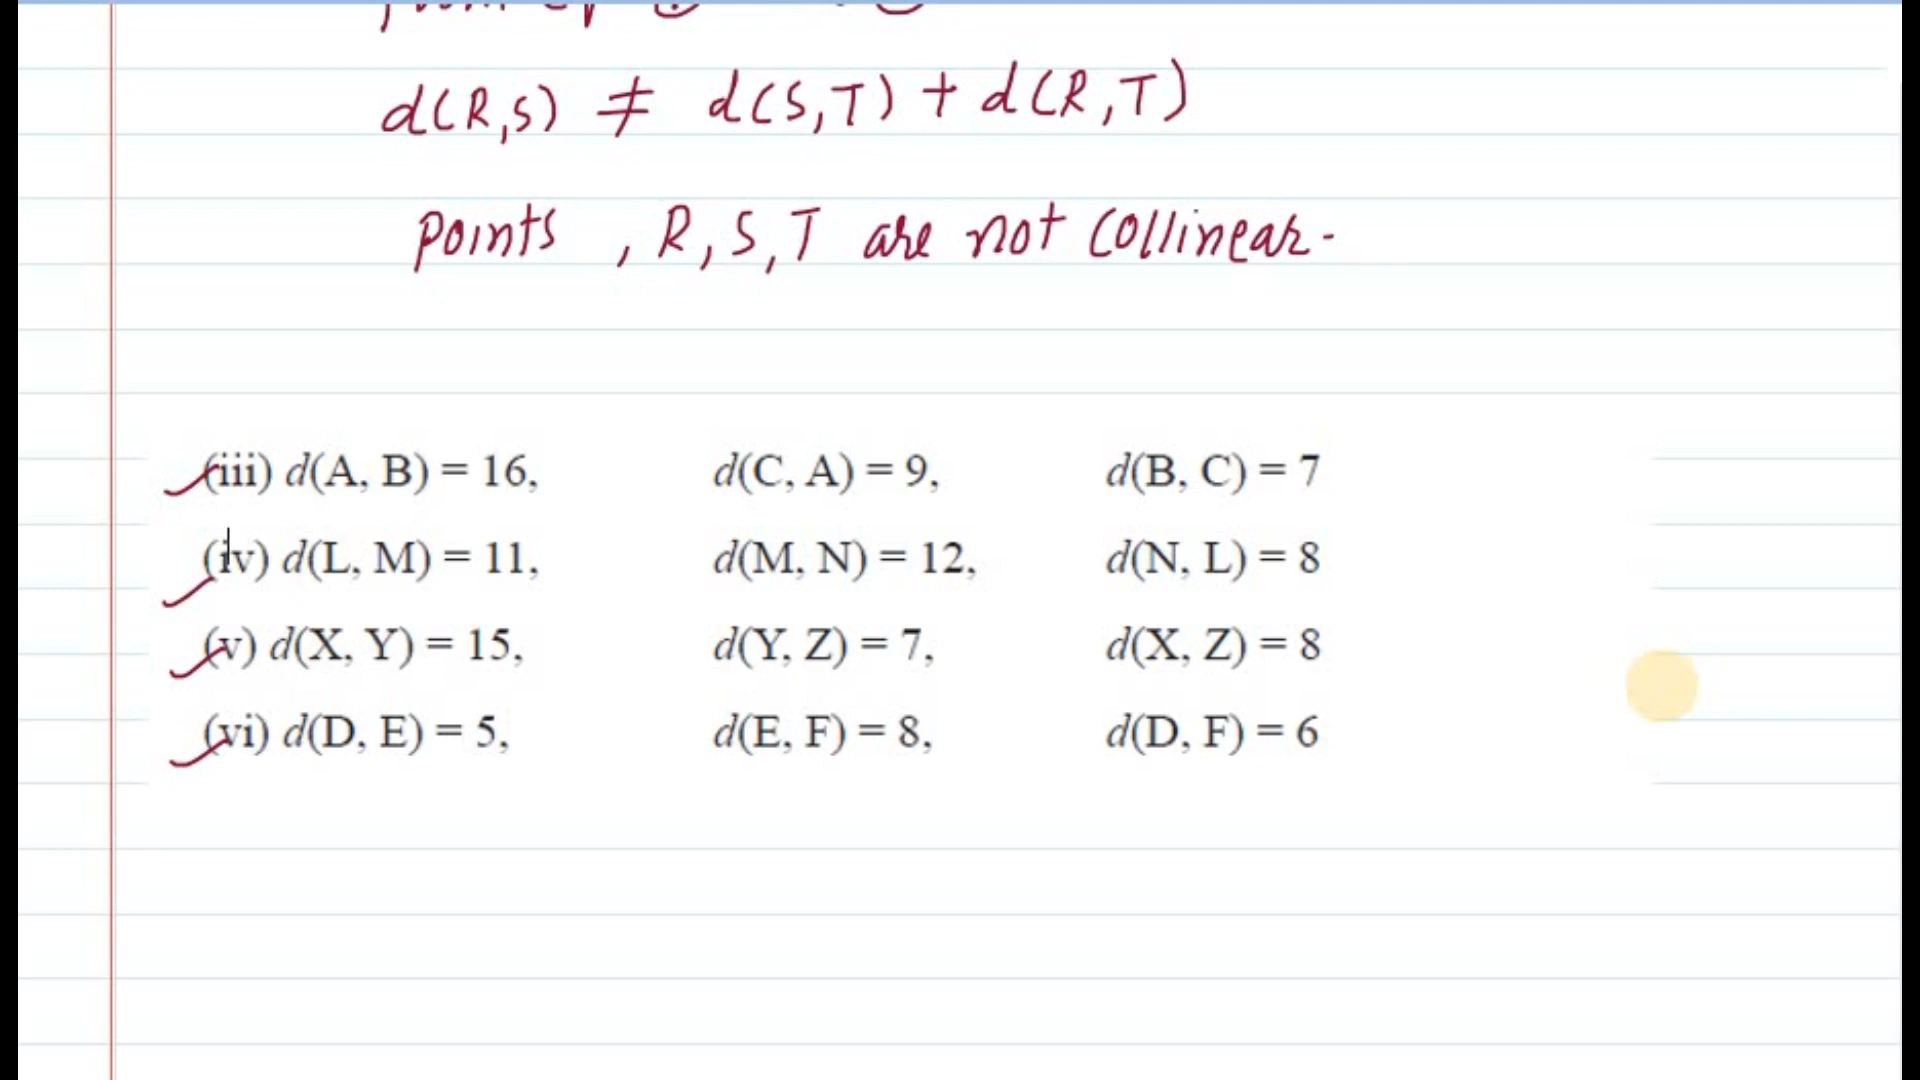 d(R,S) ≠ d(S,T) + d(R,T)
points , R, S, T are not collinear.
(iii) d(A, B) = 16, d(C, A) = 9, d(B, C) = 7
(iv) d(L, M) = 11, d(M, N) = 12, d(N, L) = 8
(v) d(X, Y) = 15, d(Y, Z) = 7, d(X, Z) = 8
(vi) d(D, E) = 5, d(E, F) = 8, d(D, F) = 6